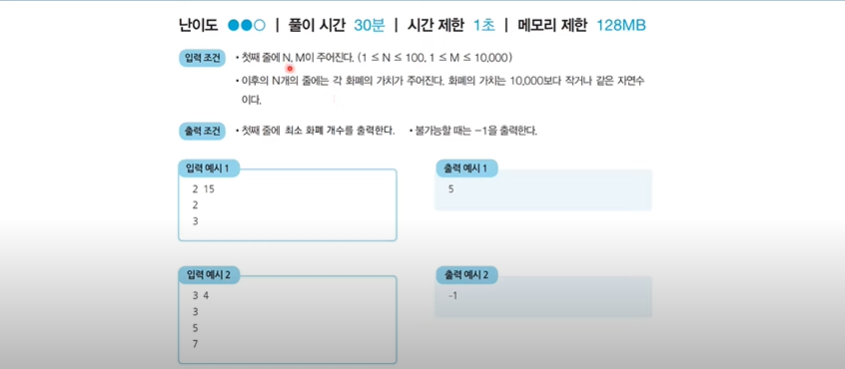 난이도 ●●○ | 풀이 시간 30분 | 시간 제한 1초 | 메모리 제한 128MB
입력 조건 • 첫째 줄에 N, M이 주어진다. (1 ≤ N ≤ 100, 1 ≤ M ≤ 10,000)
• 이후의 N개의 줄에는 각 화폐의 가치가 주어진다. 화폐의 가치는 10,000보다 작거나 같은 자연수
이다.
출력 조건 • 첫째 줄에 최소 화폐 개수를 출력한다. • 불가능할 때는 −1을 출력한다.
입력 예시 1
2 15
2
3
출력 예시 1
5
입력 예시 2
3 4
3
5
7
출력 예시 2
-1